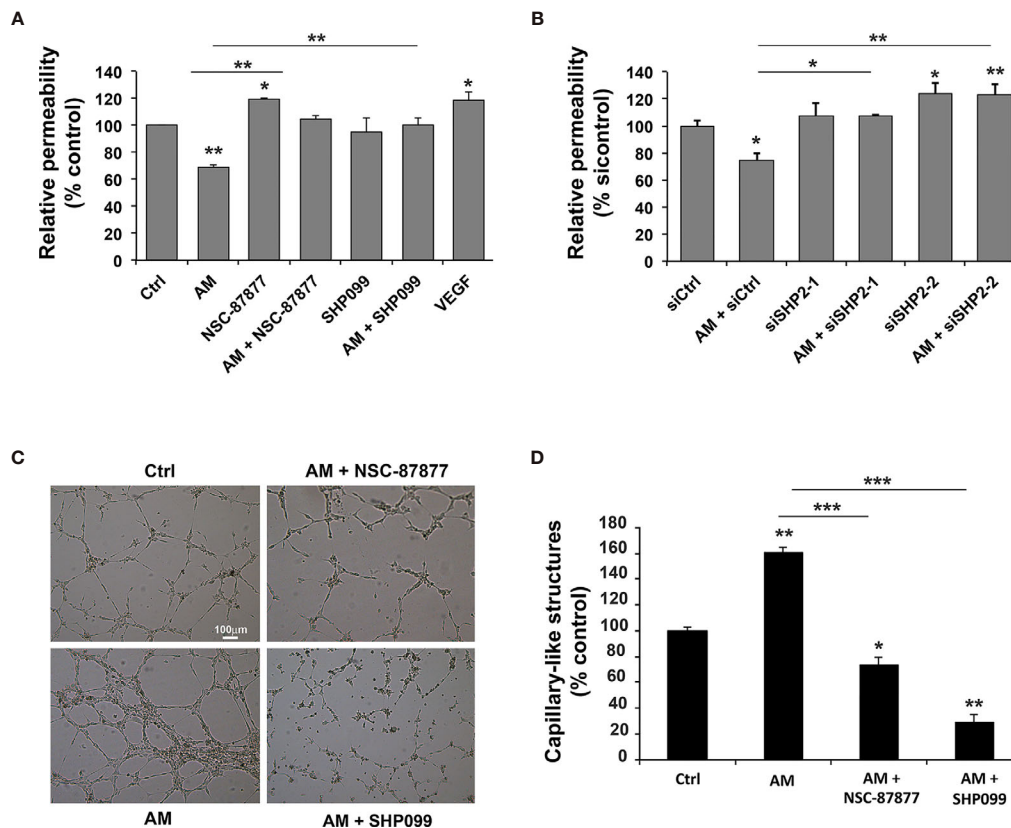 A
Relative permeability
(% control)
140
120
100
80
60
40
20
0
**
**
**
*
*
Ctrl
AM
NSC-87877
AM + NSC-87877
SHP099
AM + SHP099
VEGF
B
Relative permeability
(% sicontrol)
140
120
100
80
60
40
20
0
**
*
*
*
**
siCtrl
AM + siCtrl
siSHP2-1
AM + siSHP2-1
siSHP2-2
AM + siSHP2-2
C
Ctrl
AM + NSC-87877
100μm
AM
AM + SHP099
D
Capillary-like structures
(% control)
160
140
120
100
80
60
40
20
0
***
***
**
*
**
Ctrl
AM
AM +
NSC-87877
AM +
SHP099